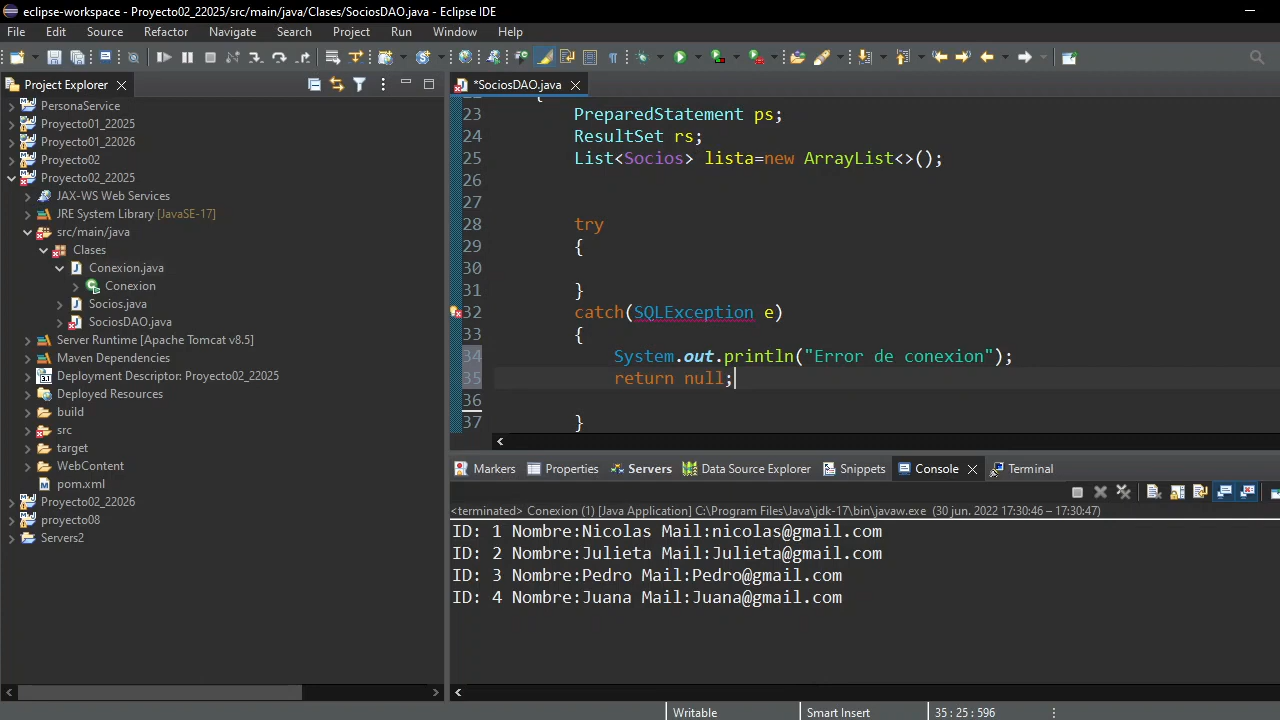 eclipse-workspace - Proyecto02_22025/src/main/java/Clases/SociosDAO.java - Eclipse IDE
File Edit Source Refactor Navigate Search Project Run Window Help
Project Explorer
PersonaService
Proyecto01_22025
Proyecto01_22026
Proyecto02
Proyecto02_22025
JAX-WS Web Services
JRE System Library [JavaSE-17]
src/main/java
Clases
Conexion.java
Conexion
Socios.java
SociosDAO.java
Server Runtime [Apache Tomcat v8.5]
Maven Dependencies
Deployment Descriptor: Proyecto02_22025
Deployed Resources
build
src
target
WebContent
pom.xml
Proyecto02_22026
proyecto08
Servers2
*SociosDAO.java
22 {
23 PreparedStatement ps;
24 ResultSet rs;
25 List<Socios> lista=new ArrayList<>();
26
27
28 try
29 {
30
31 }
32 catch(SQLException e)
33 {
34 System.out.println("Error de conexion");
35 return null;
36
37 }
Markers Properties Servers Data Source Explorer Snippets Console Terminal
<terminated> Conexion (1) [Java Application] C:\Program Files\Java\jdk-17\bin\javaw.exe (30 jun. 2022 17:30:46 – 17:30:47)
ID: 1 Nombre:Nicolas Mail:nicolas@gmail.com
ID: 2 Nombre:Julieta Mail:Julieta@gmail.com
ID: 3 Nombre:Pedro Mail:Pedro@gmail.com
ID: 4 Nombre:Juana Mail:Juana@gmail.com
Writable Smart Insert 35 : 25 : 596